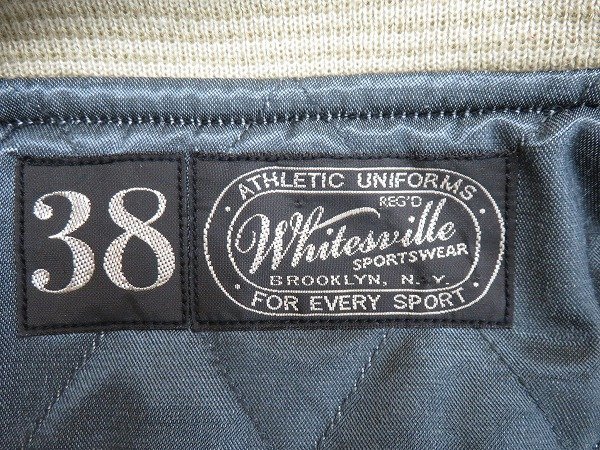 38
· ATHLETIC UNIFORMS ·
REG'D
Whitesville
SPORTSWEAR
BROOKLYN, N.Y.
· FOR EVERY SPORT ·